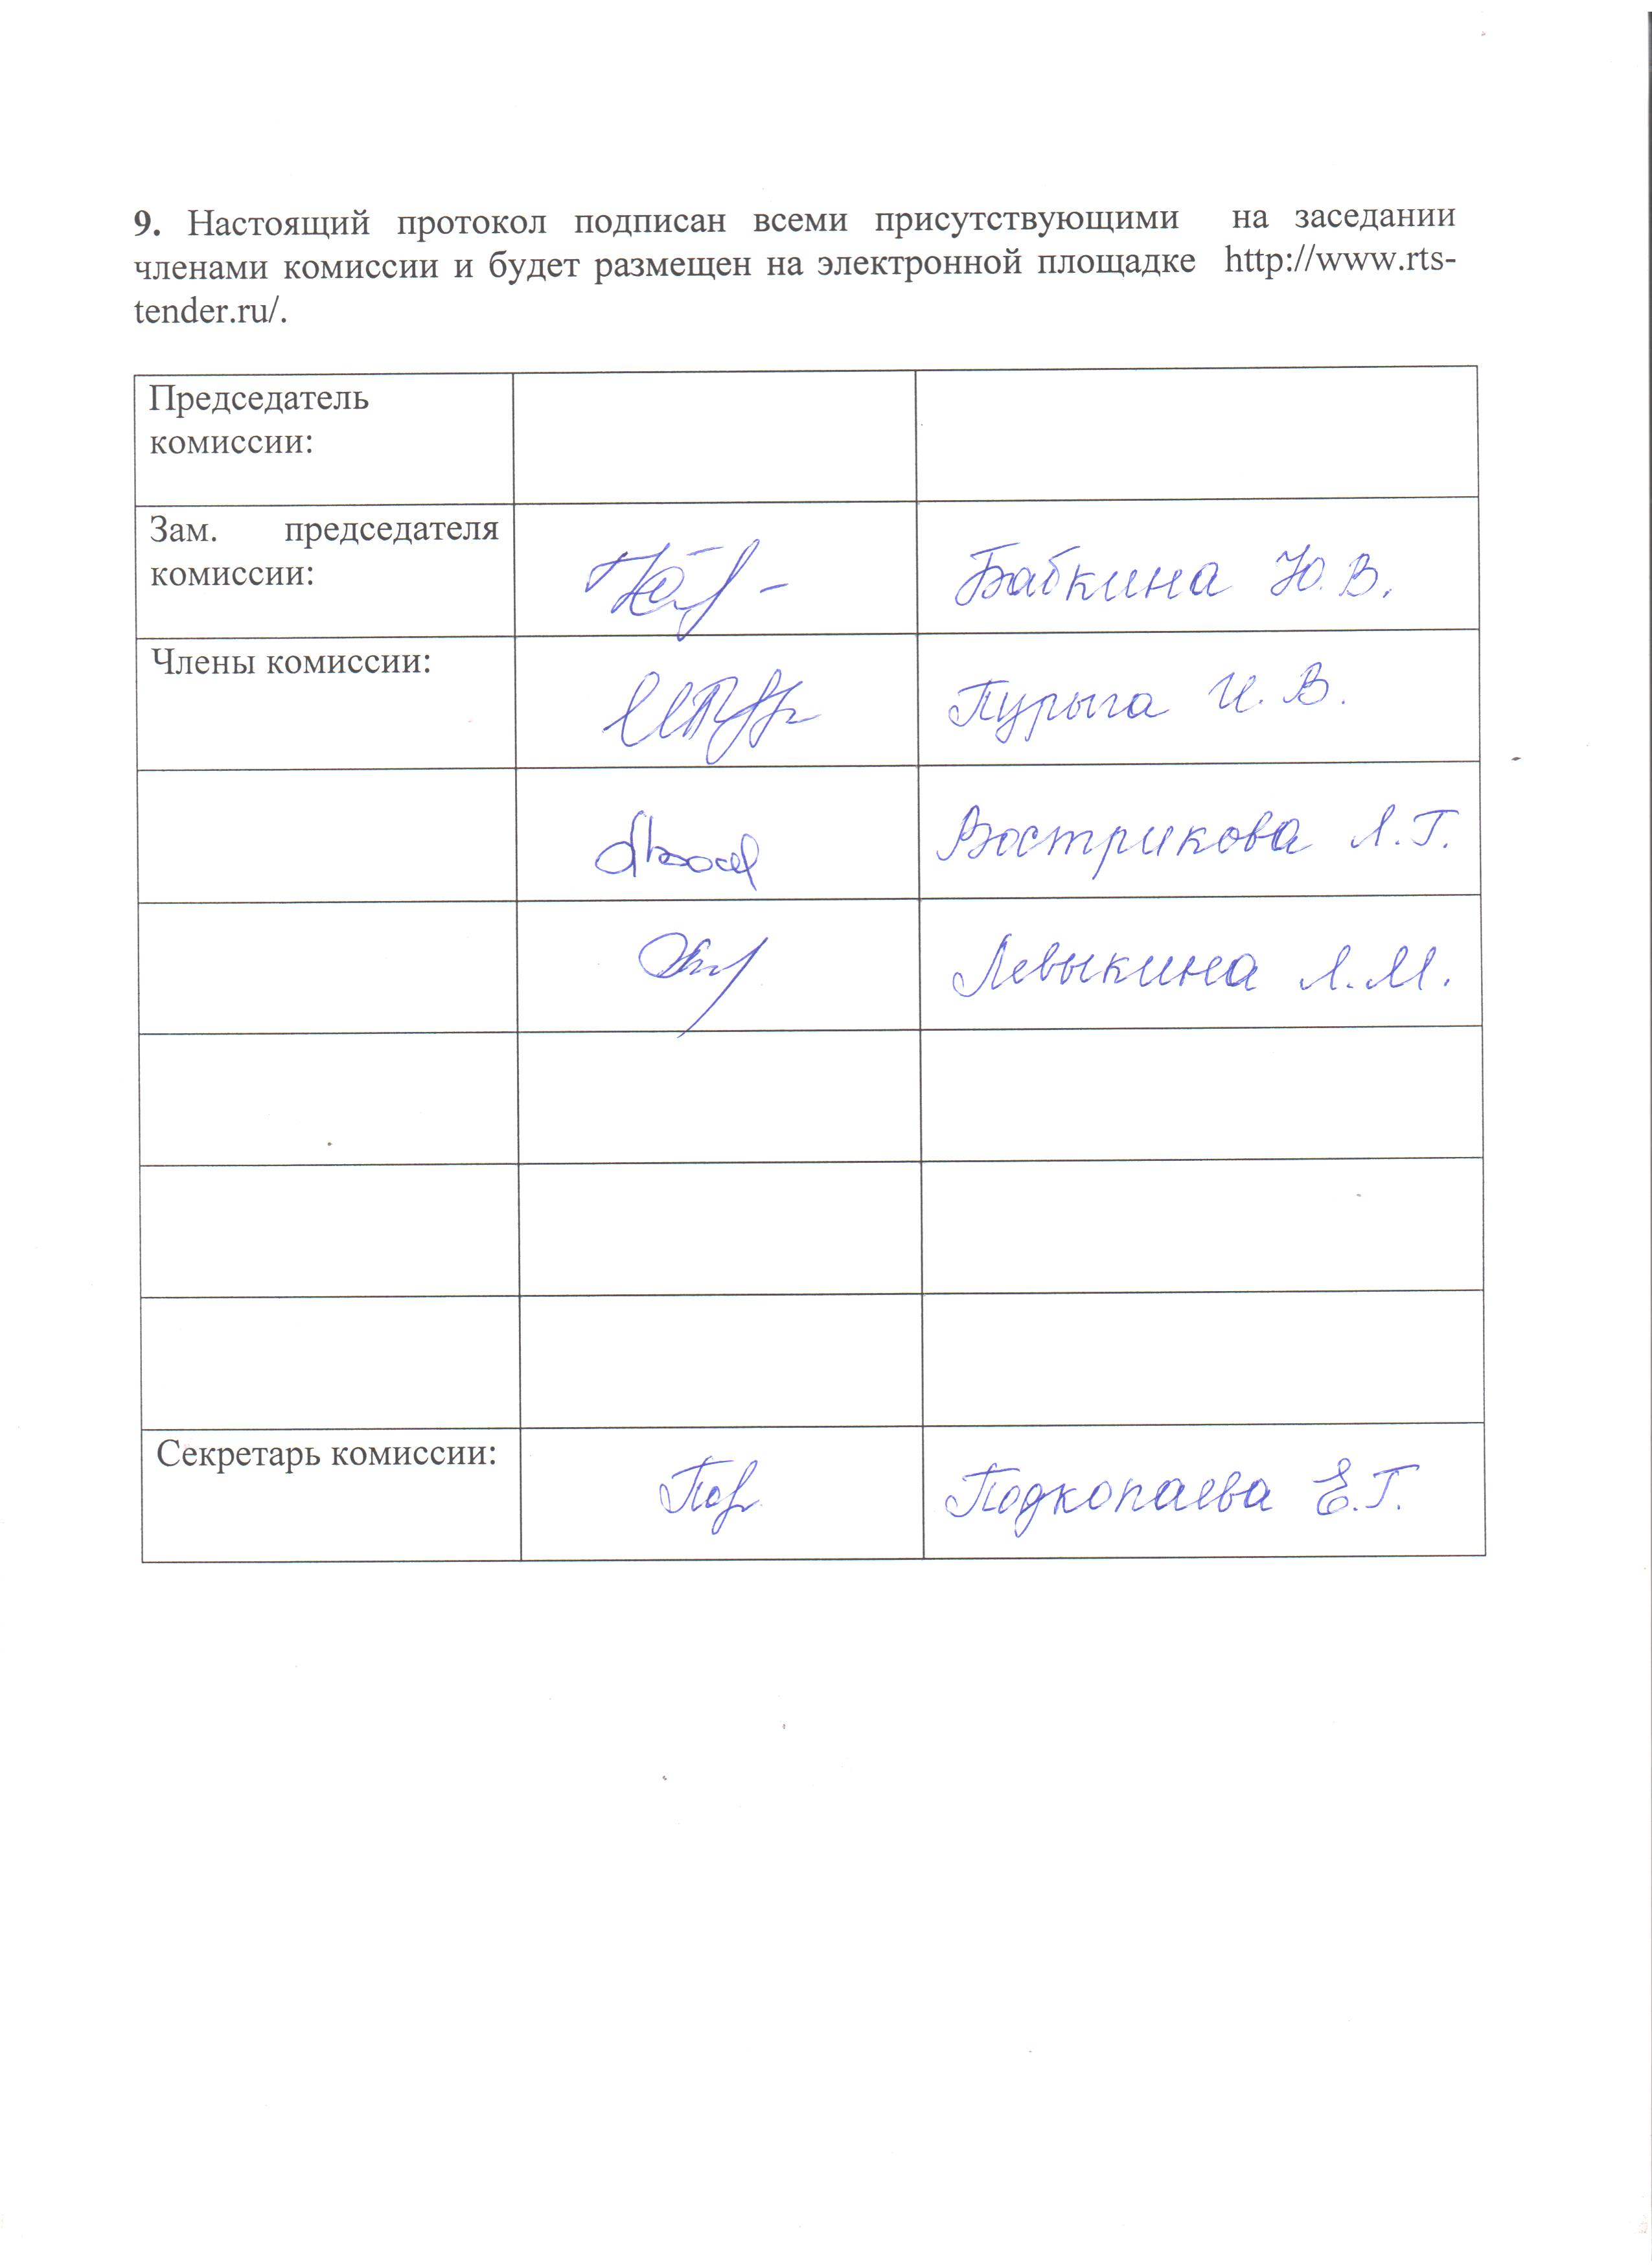 9. Настоящий протокол подписан всеми присутствующими на заседании
членами комиссии и будет размещен на электронной площадке http://www.rts-
tender.ru/.
Председатель
комиссии:
Зам. председателя
комиссии:
Бабкина Ю.В.
Члены комиссии:
Пурыга И.В.
Вострикова Л.Г.
Левыкина Л.М.
Секретарь комиссии:
Подкопаева Е.Г.